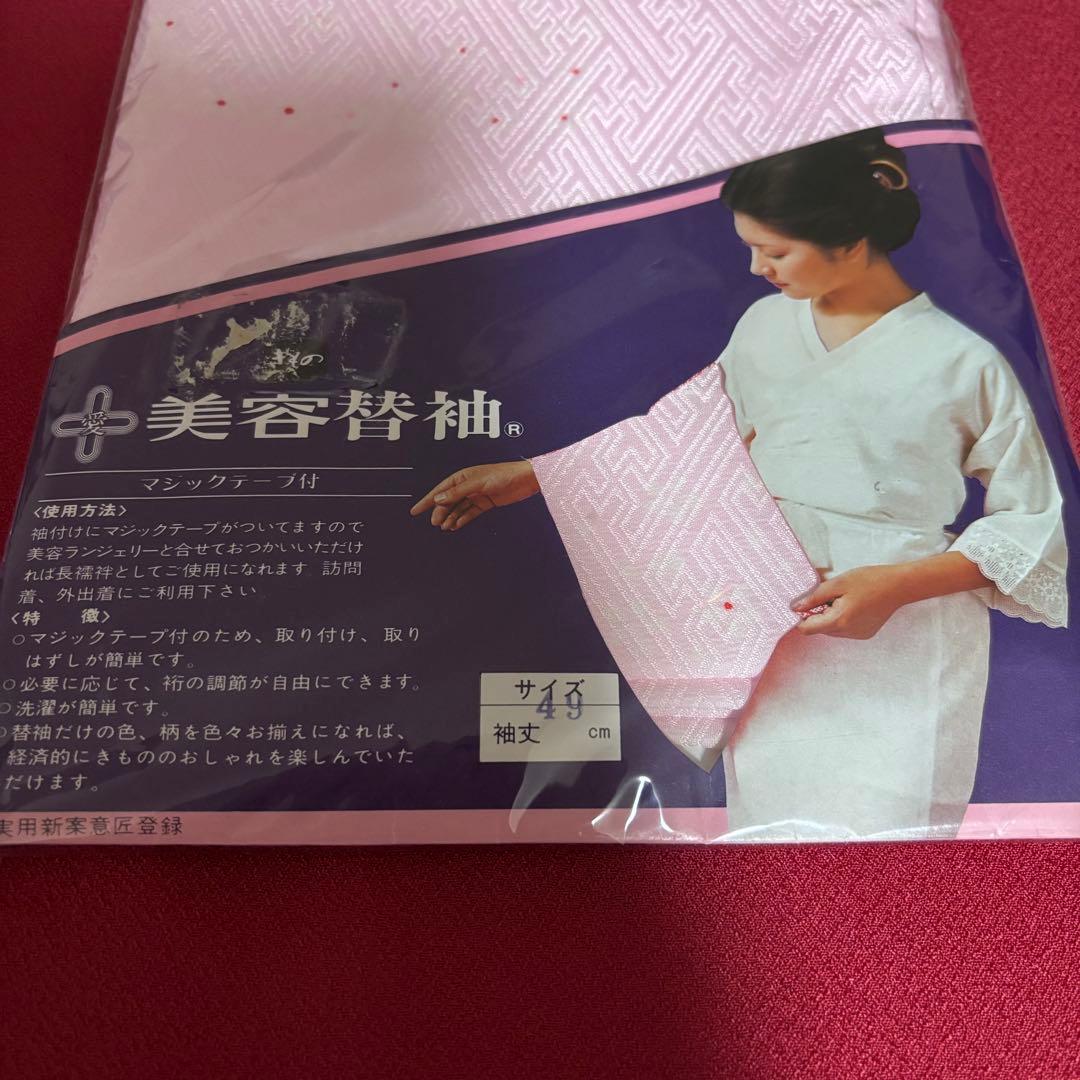 きもの
愛
美容替袖®
マジックテープ付
〈使用方法〉
袖付けにマジックテープがついてますので
美容ランジェリーと合せておつかいいただけ
れば長襦袢としてご使用になれます。訪問
着、外出着にご利用下さい
〈特　徴〉
○マジックテープ付のため、取り付け、取り
はずしが簡単です。
○必要に応じて、裄の調節が自由にできます。
○洗濯が簡単です。
○替袖だけの色、柄を色々お揃えになれば、
経済的にきもののおしゃれを楽しんでいた
だけます。
サイズ
49
袖丈 cm
実用新案意匠登録